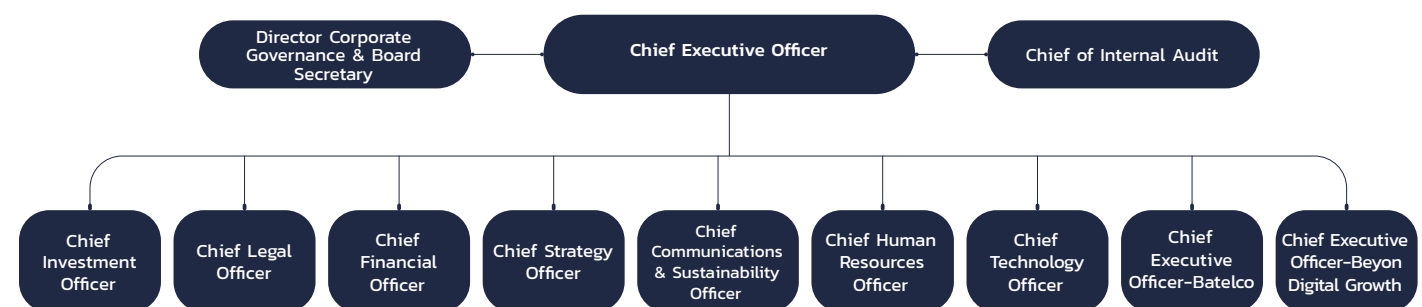 Director Corporate
Governance & Board
Secretary
Chief Executive Officer
Chief of Internal Audit
Chief
Investment
Officer
Chief Legal
Officer
Chief
Financial
Officer
Chief Strategy
Officer
Chief
Communications
& Sustainability
Officer
Chief Human
Resources
Officer
Chief
Technology
Officer
Chief
Executive
Officer-Batelco
Chief Executive
Officer-Beyon
Digital Growth